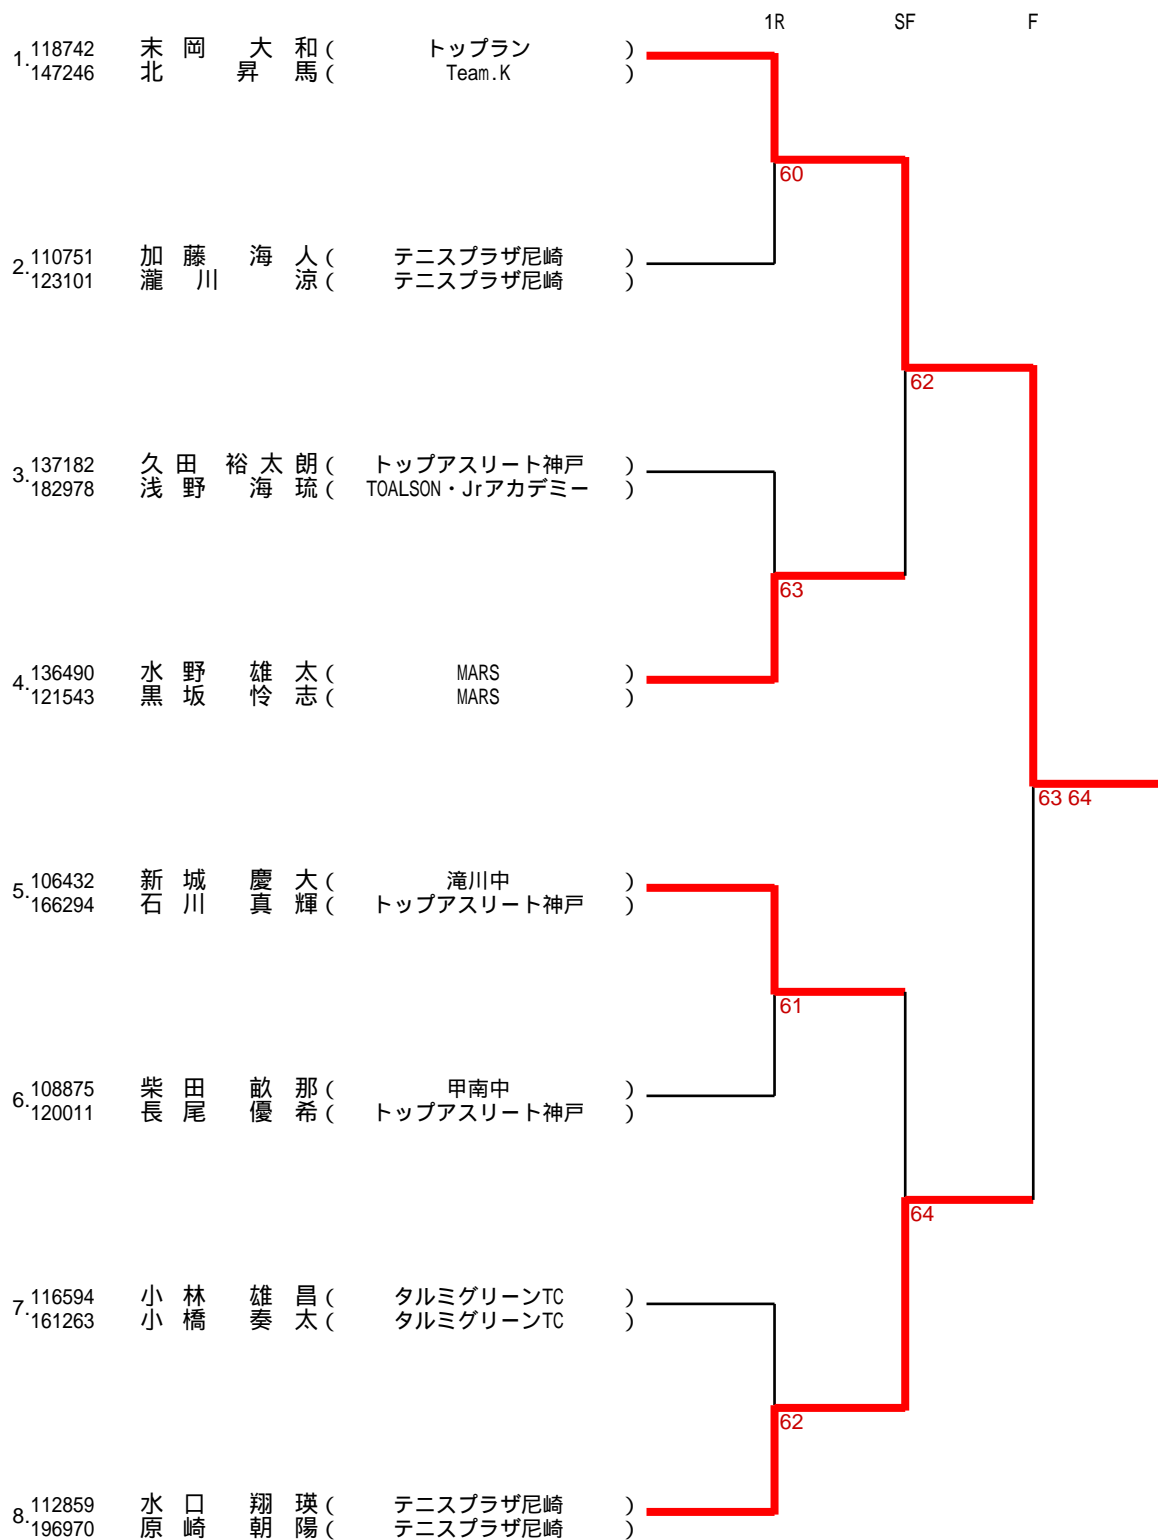 1R SF F
1. 118742 末岡 大和 ( トップラン )
147246 北 昇馬 ( Team.K )
60
2. 110751 加藤 海人 ( テニスプラザ尼崎 )
123101 瀧川 涼 ( テニスプラザ尼崎 )
62
3. 137182 久田 裕太朗 ( トップアスリート神戸 )
182978 浅野 海琉 ( TOALSON・Jrアカデミー )
63
4. 136490 水野 雄太 ( MARS )
121543 黒坂 怜志 ( MARS )
63 64
5. 106432 新城 慶大 ( 滝川中 )
166294 石川 真輝 ( トップアスリート神戸 )
61
6. 108875 柴田 畝那 ( 甲南中 )
120011 長尾 優希 ( トップアスリート神戸 )
64
7. 116594 小林 雄昌 ( タルミグリーンTC )
161263 小橋 奏太 ( タルミグリーンTC )
62
8. 112859 水口 翔瑛 ( テニスプラザ尼崎 )
196970 原崎 朝陽 ( テニスプラザ尼崎 )